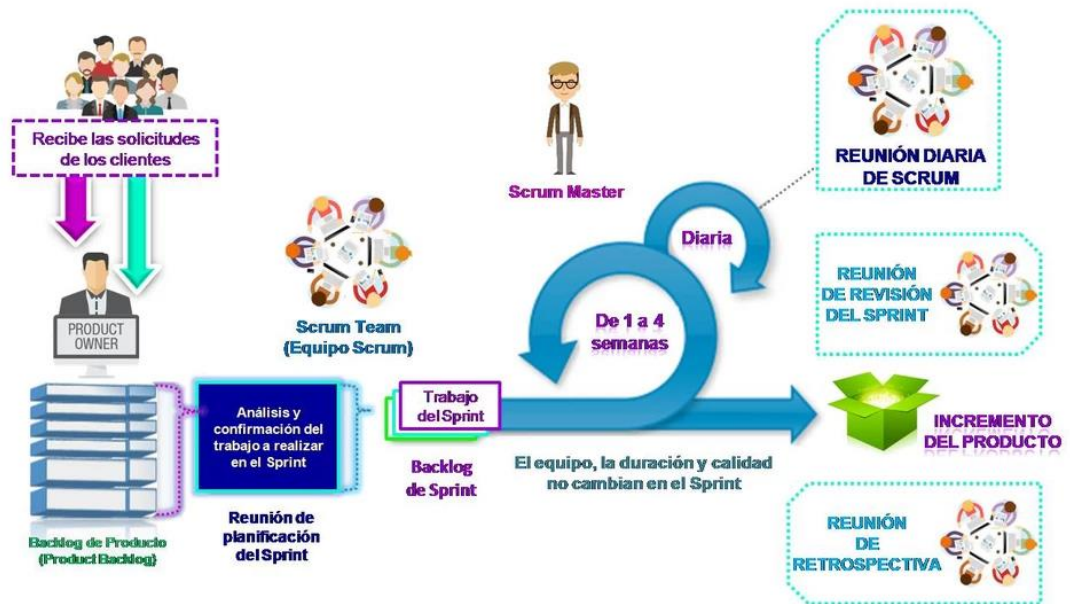 Recibe las solicitudes
de los clientes
PRODUCT
OWNER
Backlog de Producto
(Product Backlog)
Análisis y
confirmación del
trabajo a realizar
en el Sprint
Reunión de
planificación
del Sprint
Scrum Team
(Equipo Scrum)
Trabajo
del Sprint
Backlog
de Sprint
Scrum Master
De 1 a 4
semanas
Diaria
El equipo, la duración y calidad
no cambian en el Sprint
REUNIÓN DIARIA
DE SCRUM
REUNIÓN
DE REVISIÓN
DEL SPRINT
INCREMENTO
DEL PRODUCTO
REUNIÓN
DE
RETROSPECTIVA